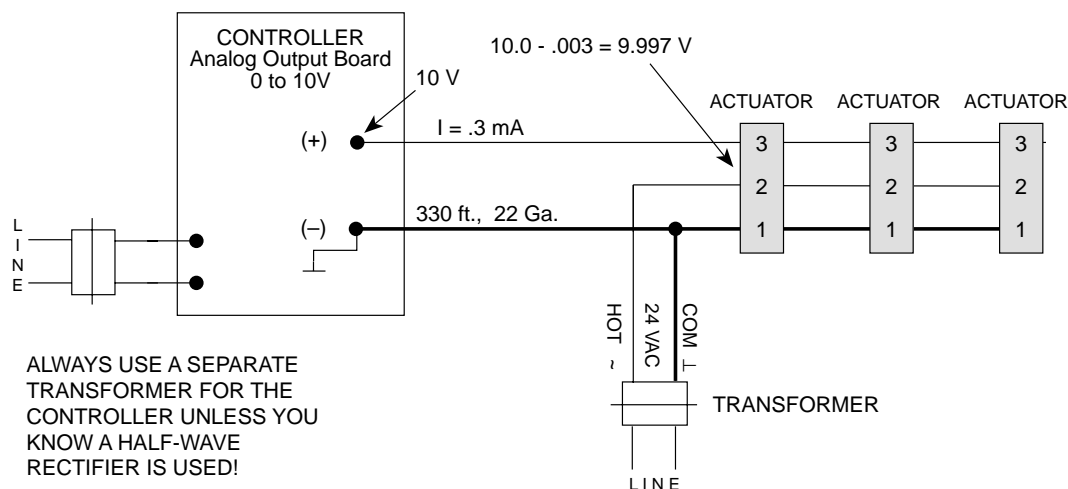 CONTROLLER
Analog Output Board
0 to 10V
10 V
10.0 - .003 = 9.997 V
ACTUATOR
ACTUATOR
ACTUATOR
(+)
I = .3 mA
3
3
3
2
2
2
(–)
330 ft., 22 Ga.
1
1
1
LINE
HOT ~
24 VAC
COM ⊥
TRANSFORMER
LINE
ALWAYS USE A SEPARATE
TRANSFORMER FOR THE
CONTROLLER UNLESS YOU
KNOW A HALF-WAVE
RECTIFIER IS USED!